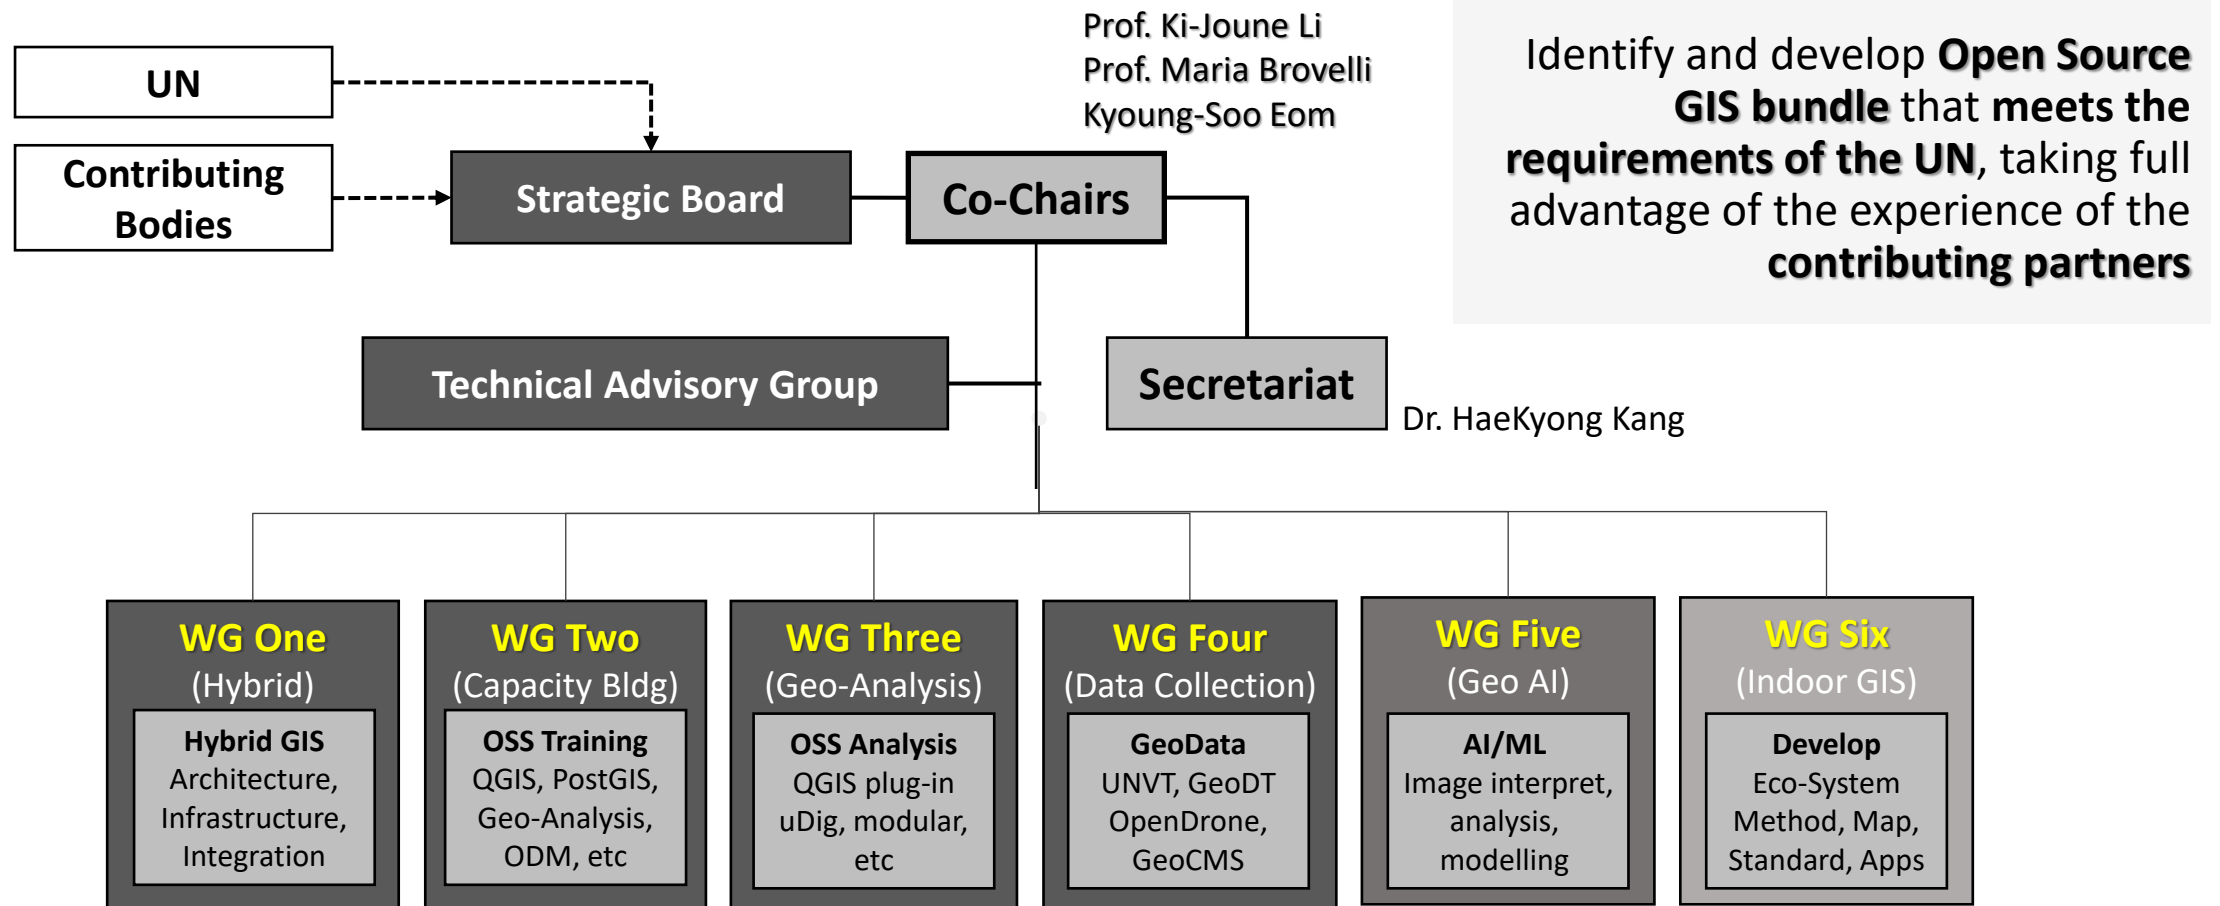 Prof. Ki-Joune Li
Prof. Maria Brovelli
Kyoung-Soo Eom
Identify and develop Open Source
GIS bundle that meets the
requirements of the UN, taking full
advantage of the experience of the
contributing partners
UN
Contributing
Bodies
Strategic Board
Co-Chairs
Technical Advisory Group
Secretariat
Dr. HaeKyong Kang
WG One
(Hybrid)
Hybrid GIS
Architecture,
Infrastructure,
Integration
WG Two
(Capacity Bldg)
OSS Training
QGIS, PostGIS,
Geo-Analysis,
ODM, etc
WG Three
(Geo-Analysis)
OSS Analysis
QGIS plug-in
uDig, modular,
etc
WG Four
(Data Collection)
GeoData
UNVT, GeoDT
OpenDrone,
GeoCMS
WG Five
(Geo AI)
AI/ML
Image interpret,
analysis,
modelling
WG Six
(Indoor GIS)
Develop
Eco-System
Method, Map,
Standard, Apps